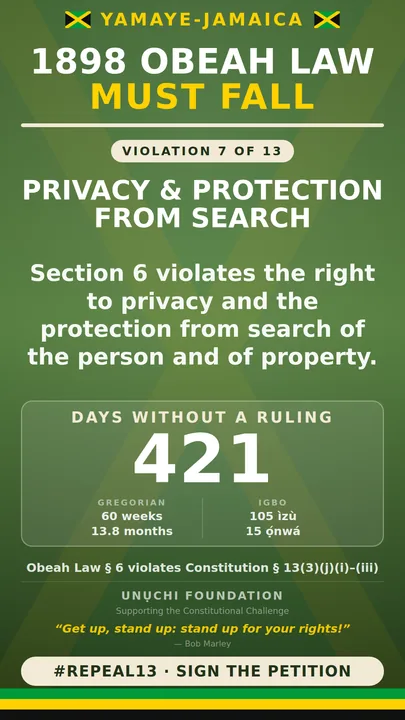 YAMAYE-JAMAICA
1898 OBEAH LAW
MUST FALL
VIOLATION 7 OF 13
PRIVACY & PROTECTION
FROM SEARCH
Section 6 violates the right
to privacy and the
protection from search of
the person and of property.
DAYS WITHOUT A RULING
421
GREGORIAN
60 weeks
13.8 months
IGBO
105 ìzù
15 ọ́nwá
Obeah Law § 6 violates Constitution § 13(3)(j)(i)–(iii)
UNỤCHI FOUNDATION
Supporting the Constitutional Challenge
“Get up, stand up: stand up for your rights!”
— Bob Marley
#REPEAL13 · SIGN THE PETITION